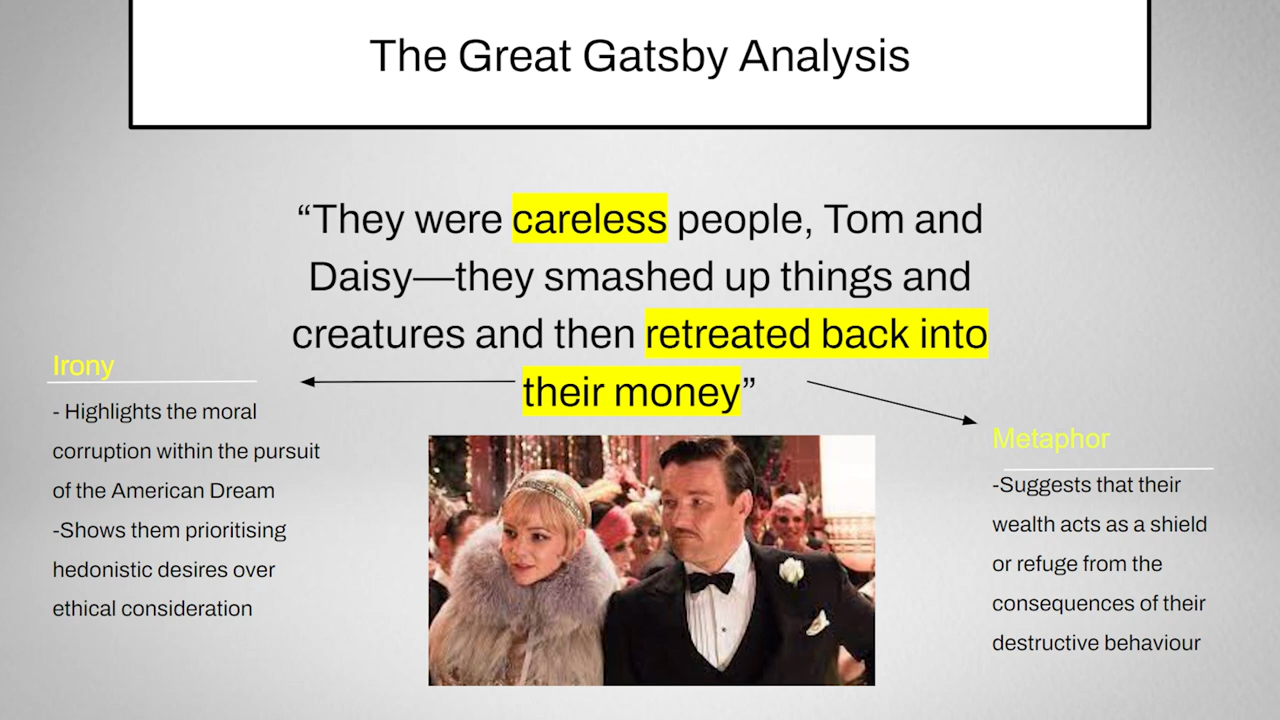 The Great Gatsby Analysis
“They were careless people, Tom and
Daisy—they smashed up things and
creatures and then retreated back into
their money”
Irony
- Highlights the moral
corruption within the pursuit
of the American Dream
-Shows them prioritising
hedonistic desires over
ethical consideration
Metaphor
-Suggests that their
wealth acts as a shield
or refuge from the
consequences of their
destructive behaviour